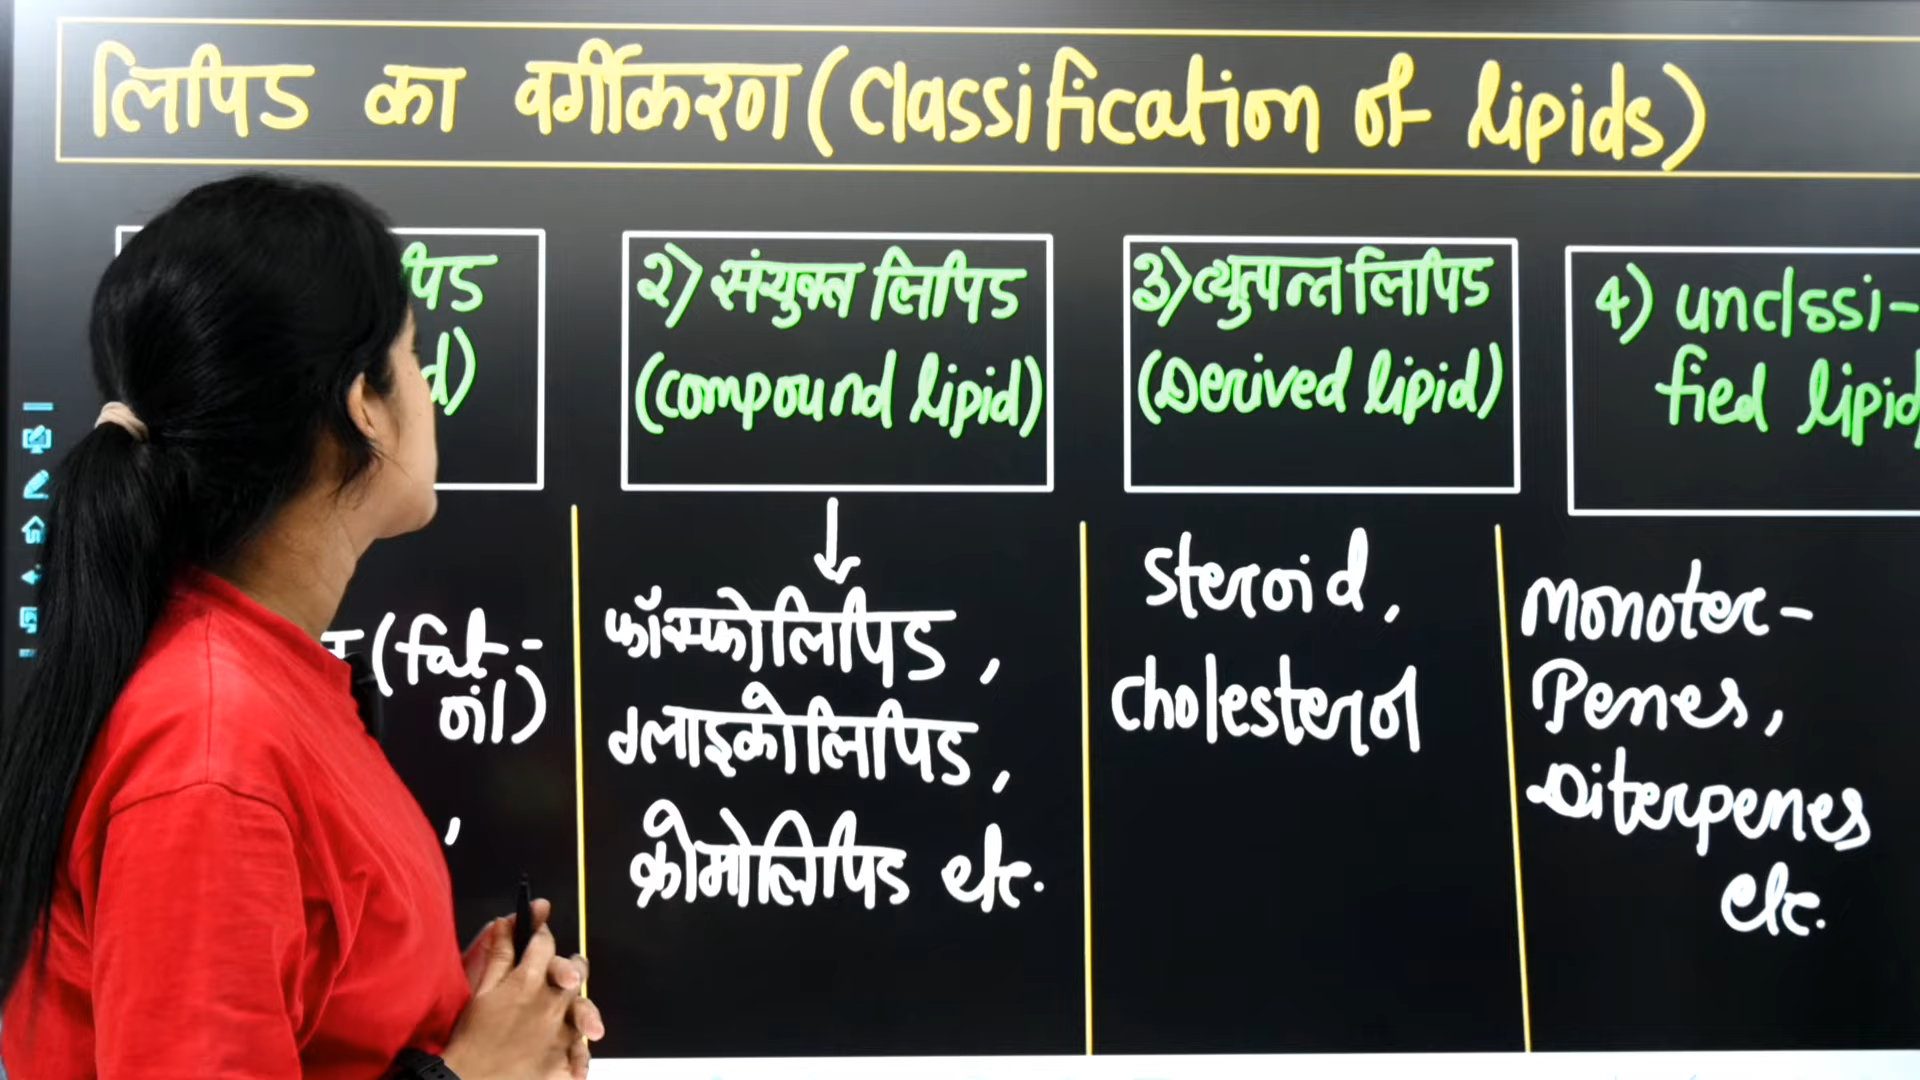 लिपिड का वर्गीकरण (Classification of lipids)
२) संयुक्त लिपिड
(compound lipid)
3) व्युत्पन्न लिपिड
(Derived lipid)
4) unclssi-
fied lipid
(fat-
oil)
,
फॉस्फोलिपिड,
ग्लाइकोलिपिड,
क्रोमोलिपिड etc.
Steroid,
cholesterol
Monoter-
Penes,
Diterpenes
etc.